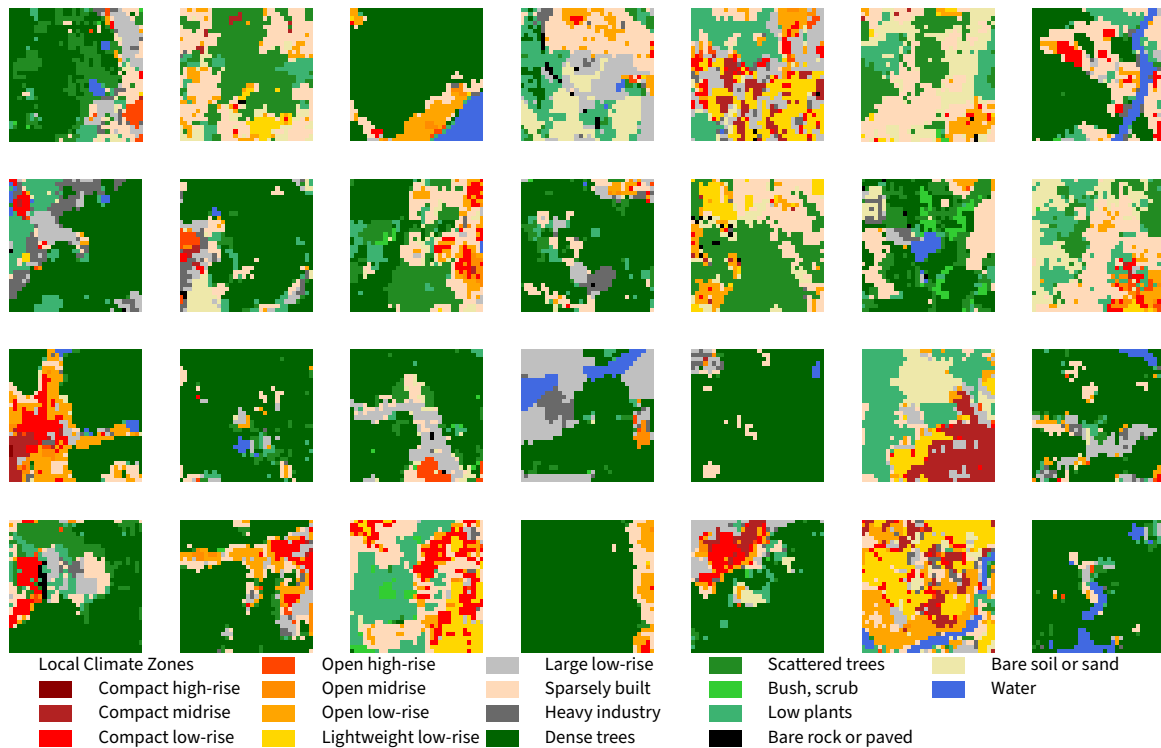 Local Climate Zones
Compact high-rise
Compact midrise
Compact low-rise
Open high-rise
Open midrise
Open low-rise
Lightweight low-rise
Large low-rise
Sparsely built
Heavy industry
Dense trees
Scattered trees
Bush, scrub
Low plants
Bare rock or paved
Bare soil or sand
Water